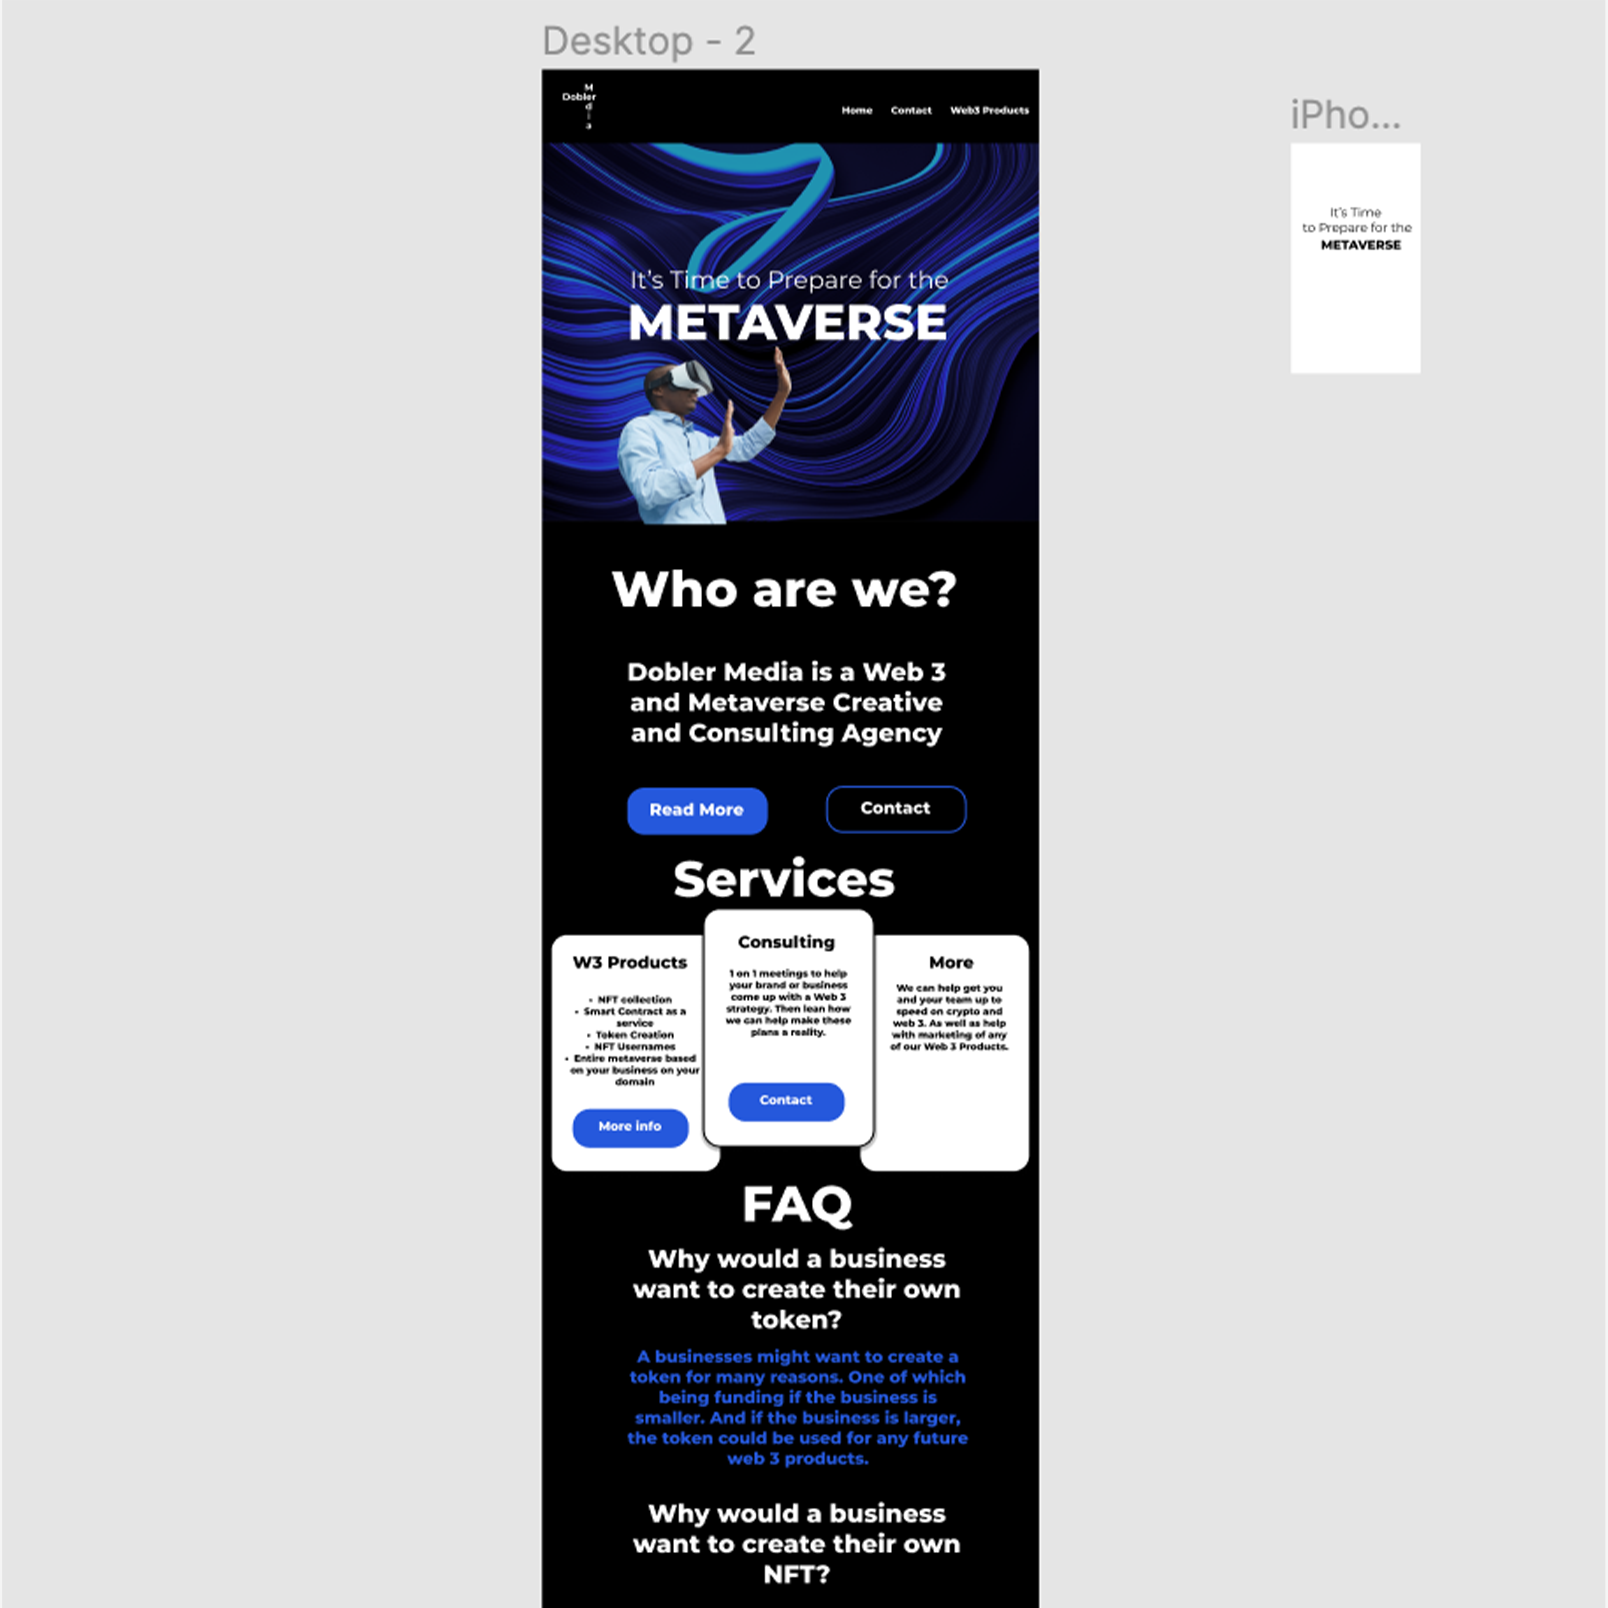 Desktop - 2
M
Dobler
d
i
a
Home Contact Web3 Products
iPho...
It's Time
to Prepare for the
METAVERSE
It's Time to Prepare for the
METAVERSE
Who are we?
Dobler Media is a Web 3
and Metaverse Creative
and Consulting Agency
Read More
Contact
Services
W3 Products
• NFT collection
• Smart Contract as a
service
• Token Creation
• NFT Usernames
• Entire metaverse based
on your business on your
domain
More info
Consulting
1 on 1 meetings to help
your brand or business
come up with a Web 3
strategy. Then lean how
we can help make these
plans a reality.
Contact
More
We can help get you
and your team up to
speed on crypto and
web 3. As well as help
with marketing of any
of our Web 3 Products.
FAQ
Why would a business
want to create their own
token?
A businesses might want to create a
token for many reasons. One of which
being funding if the business is
smaller. And if the business is larger,
the token could be used for any future
web 3 products.
Why would a business
want to create their own
NFT?